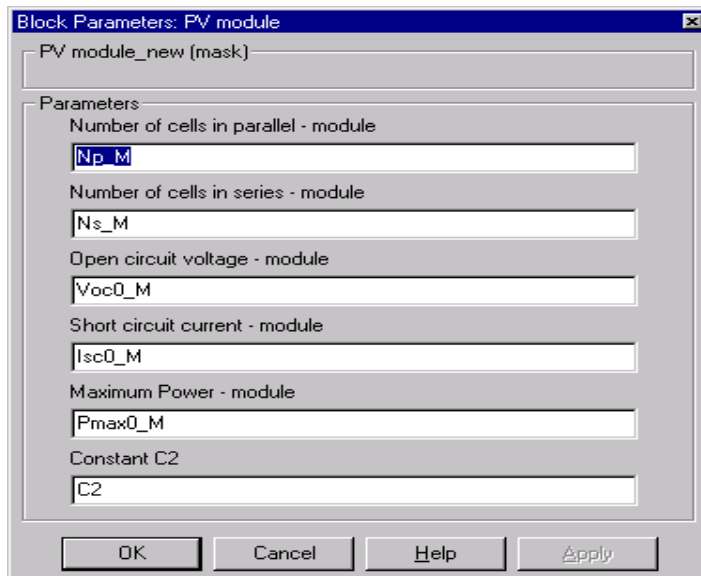 Block Parameters: PV module
PV module_new (mask)
Parameters
Number of cells in parallel - module
Np_M
Number of cells in series - module
Ns_M
Open circuit voltage - module
Voc0_M
Short circuit current - module
Isc0_M
Maximum Power - module
Pmax0_M
Constant C2
C2
OK Cancel Help Apply